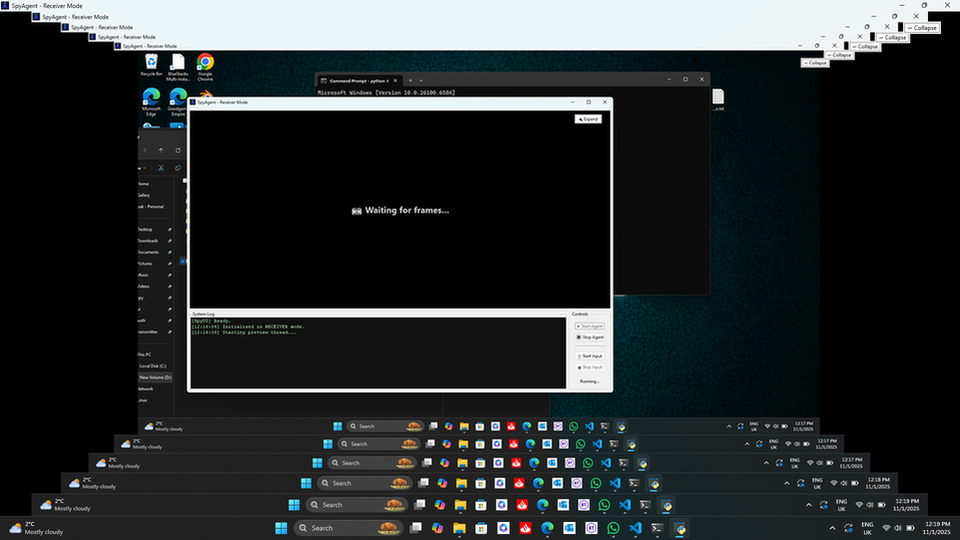 SpyAgent - Receiver Mode
SpyAgent - Receiver Mode
SpyAgent - Receiver Mode
SpyAgent - Receiver Mode
SpyAgent - Receiver Mode
Collapse
Collapse
Collapse
Collapse
Collapse
Recycle Bin
BlueStacks Multi-Insta...
Google Chrome
Microsoft Edge
Goodgame Empire
Command Prompt - python
Microsoft Windows [Version 10.0.26100.6584]
SpyAgent - Receiver Mode
Expand
Waiting for frames...
System Log
[SpyUI] Ready.
[12:16:04] Initialised in RECEIVER mode.
[12:16:05] Starting preview thread...
Controls
Start Agent
Stop Agent
Start Input
Stop Input
Running...
Home
Gallery
- Personal
Desktop
Downloads
Documents
Pictures
Music
Videos
This PC
Local Disk (C:)
New Volume (D:)
Network
Linux
2°C
Mostly cloudy
Search
ENG
UK
12:17 PM
11/1/2025
2°C
Mostly cloudy
Search
ENG
UK
12:17 PM
11/1/2025
2°C
Mostly cloudy
Search
ENG
UK
12:17 PM
11/1/2025
2°C
Mostly cloudy
Search
ENG
UK
12:18 PM
11/1/2025
2°C
Mostly cloudy
Search
ENG
UK
12:19 PM
11/1/2025
2°C
Mostly cloudy
Search
ENG
UK
12:19 PM
11/1/2025